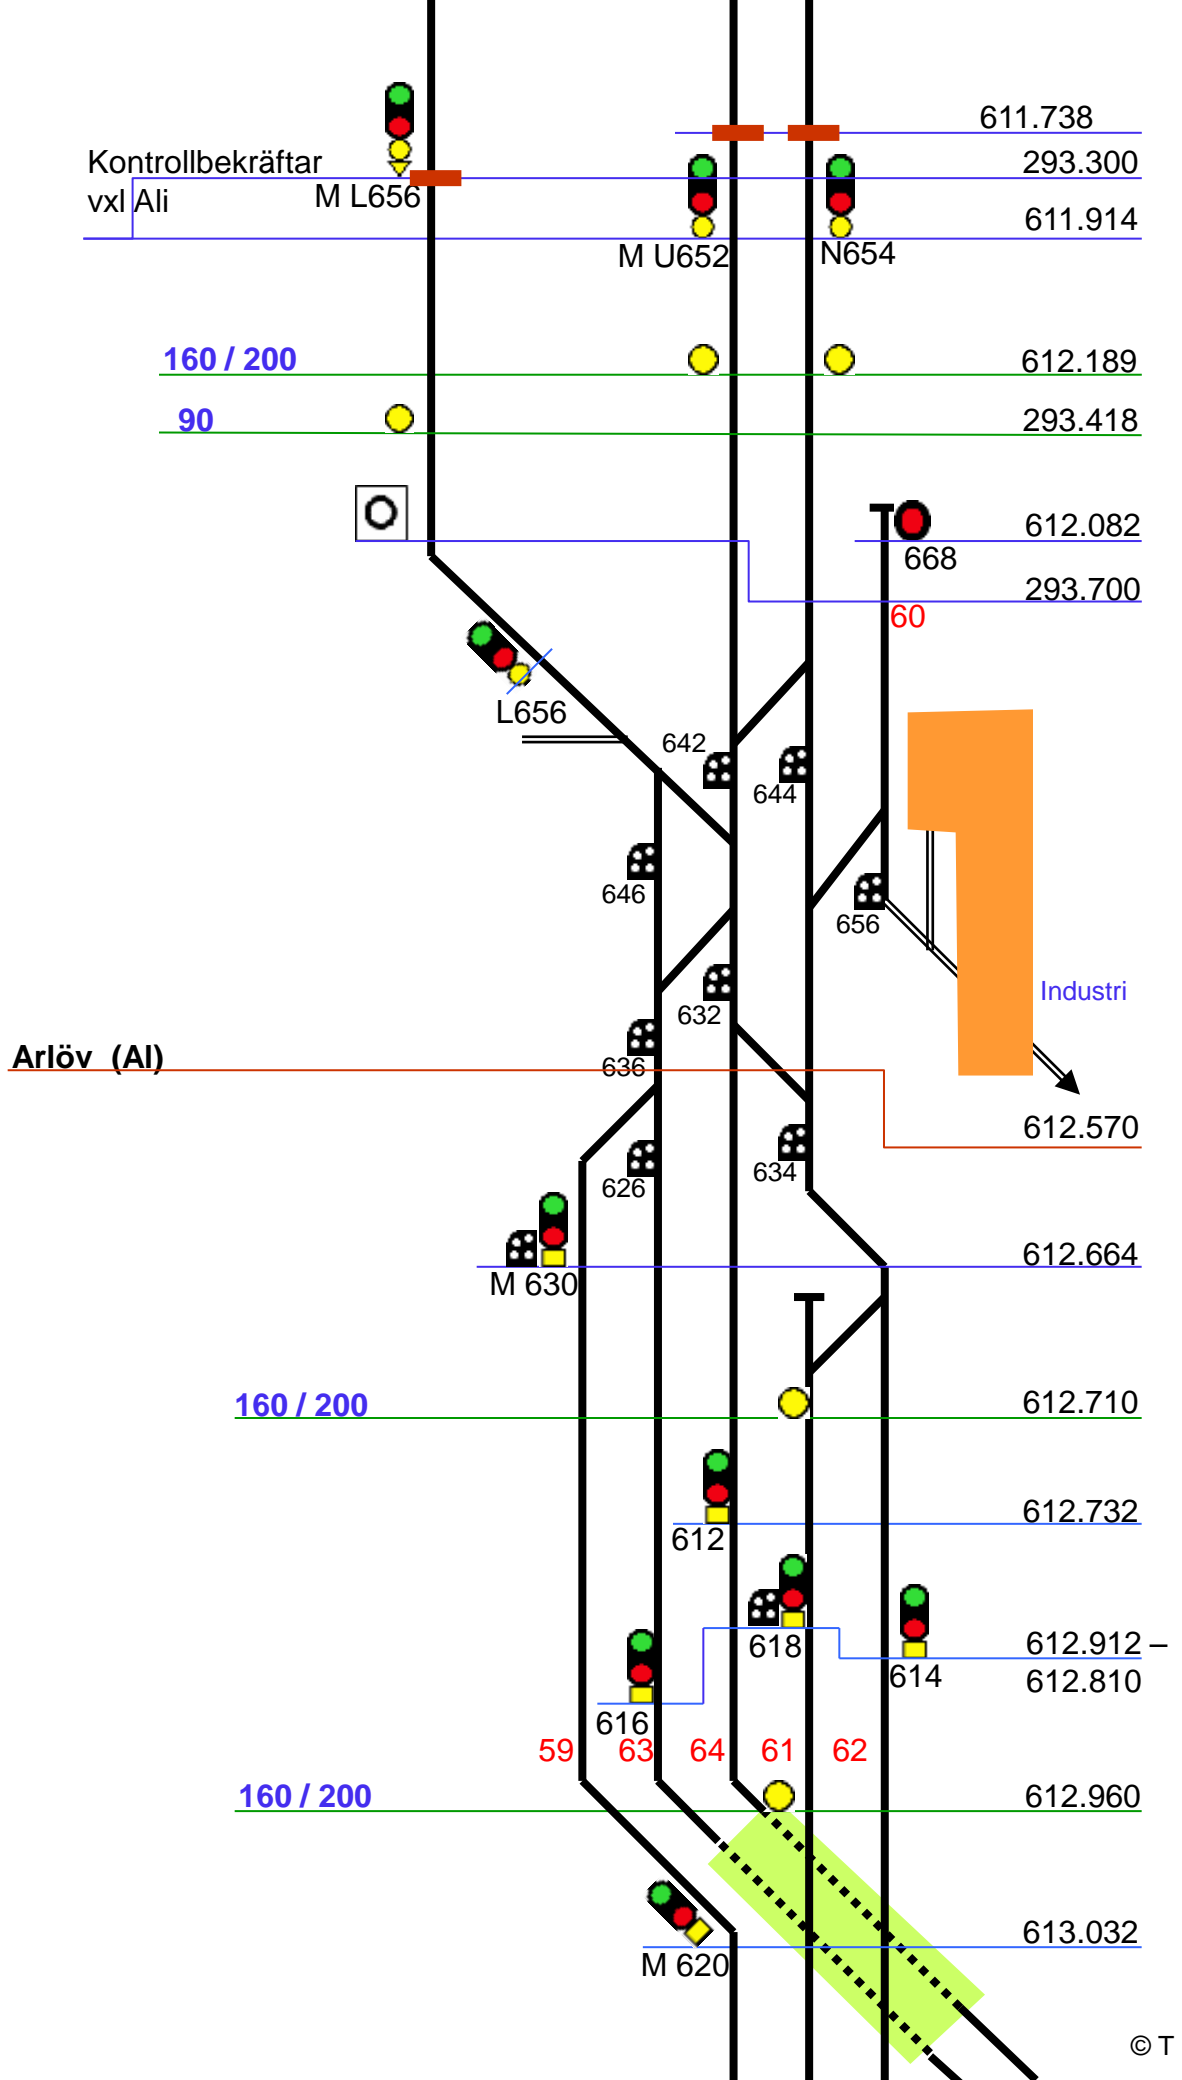 611.738
Kontrollbekräftar
293.300
vxl Ali
M L656
611.914
M U652
N654
160 / 200
612.189
90
293.418
612.082
668
293.700
60
L656
642
644
646
656
Industri
632
Arlöv (Al)
636
612.570
634
626
612.664
M 630
160 / 200
612.710
612.732
612
618
612.912 –
614
612.810
616
59
63
64
61
62
160 / 200
612.960
613.032
M 620
© T